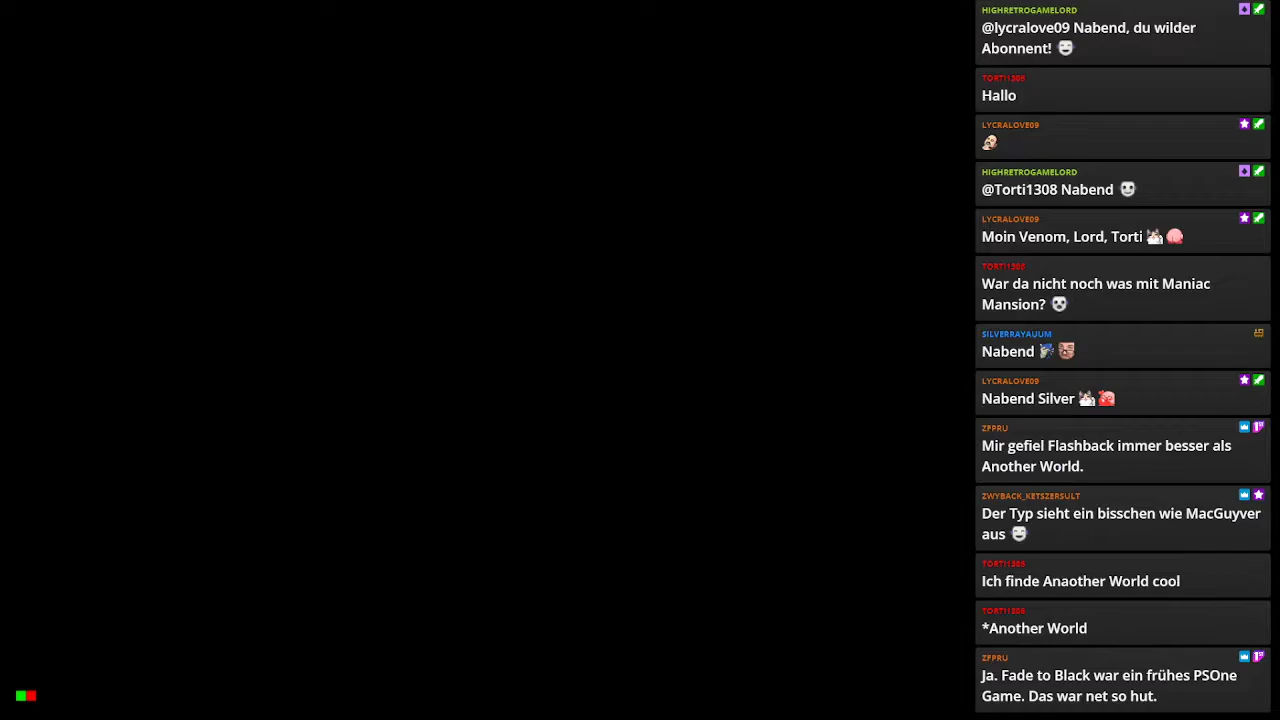 HIGHRETROGAMELORD
@lycralove09 Nabend, du wilder
Abonnent!
TORTI1308
Hallo
LYCRALOVE09
HIGHRETROGAMELORD
@Torti1308 Nabend
LYCRALOVE09
Moin Venom, Lord, Torti
TORTI1308
War da nicht noch was mit Maniac
Mansion?
SILVERRAYAUUM
Nabend
LYCRALOVE09
Nabend Silver
ZFPRU
Mir gefiel Flashback immer besser als
Another World.
ZWYBACK_KETSZERSULT
Der Typ sieht ein bisschen wie MacGuyver
aus
TORTI1308
Ich finde Anaother World cool
TORTI1308
*Another World
ZFPRU
Ja. Fade to Black war ein frühes PSOne
Game. Das war net so hut.